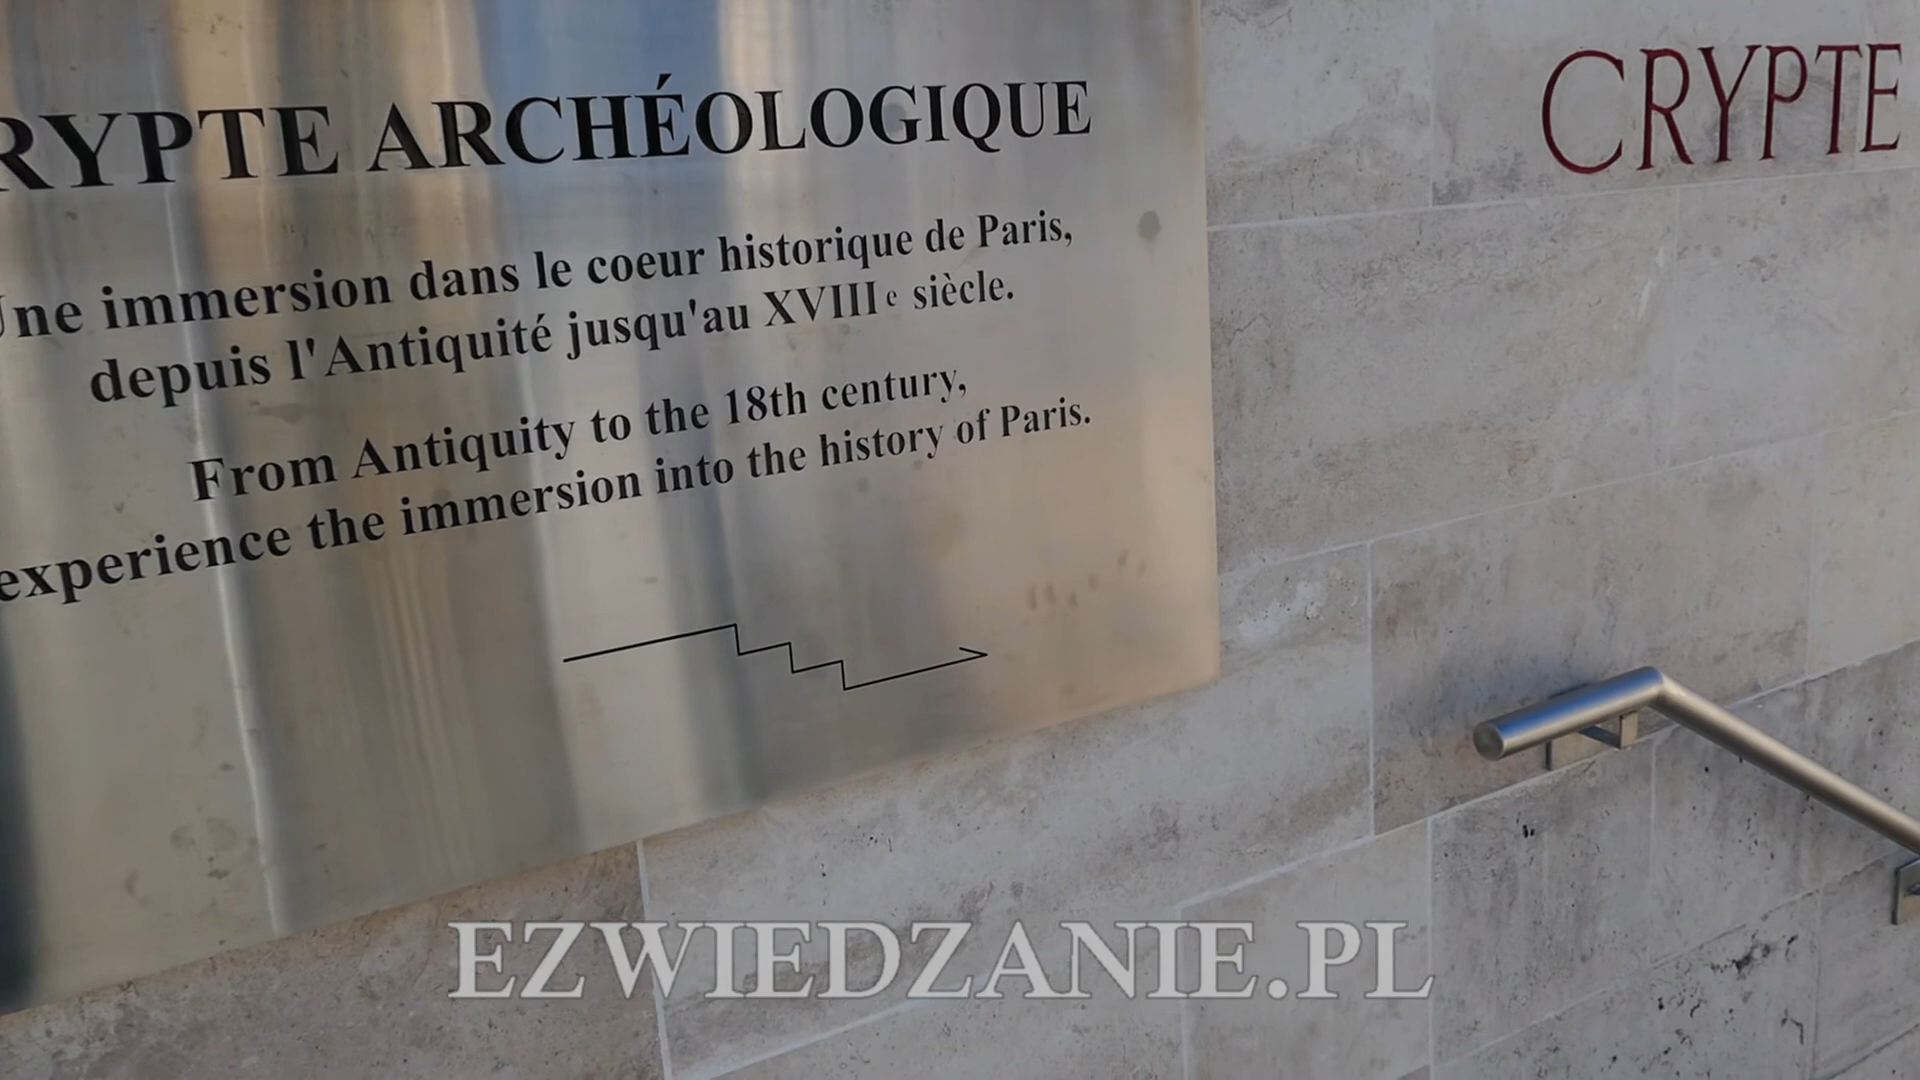 RYPTE ARCHÉOLOGIQUE
Une immersion dans le coeur historique de Paris,
depuis l'Antiquité jusqu'au XVIIIe siècle.
From Antiquity to the 18th century,
experience the immersion into the history of Paris.
CRYPTE
EZWIEDZANIE.PL